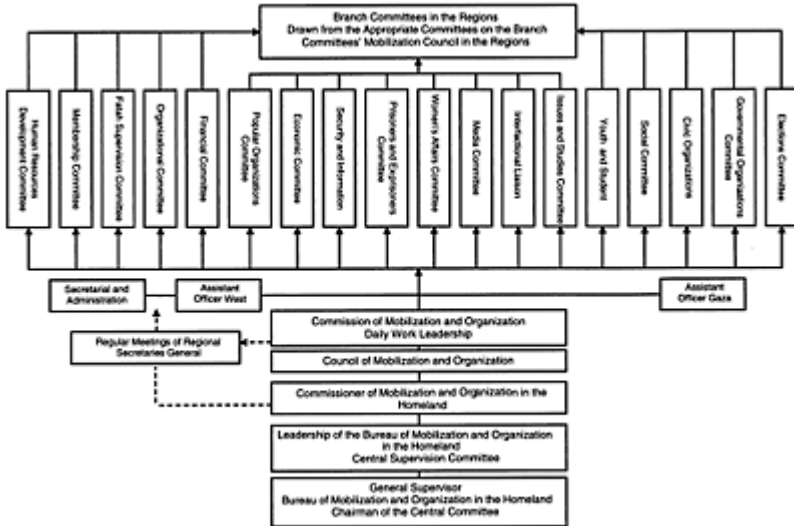 Branch Committees in the Regions
Drawn from the Appropriate Committees on the Branch
Committees' Mobilization Council in the Regions
Human Resources
Development Committee
Membership Committee
Fatah Supervision Committee
Organizational Committee
Financial Committee
Popular Organizations
Committee
Economic Committee
Security and Information
Prisoners and Exprisoners
Committee
Women's Affairs Committee
Media Committee
Interfactional Liaison
Issues and Studies Committee
Youth and Student
Social Committee
Civic Organizations
Governmental Organizations
Committee
Elections Committee
Secretarial and
Administration
Assistant
Officer West
Assistant
Officer Gaza
Commission of Mobilization and Organization
Daily Work Leadership
Regular Meetings of Regional
Secretaries General
Council of Mobilization and Organization
Commissioner of Mobilization and Organization in the
Homeland
Leadership of the Bureau of Mobilization and Organization
in the Homeland
Central Supervision Committee
General Supervisor
Bureau of Mobilization and Organization in the Homeland
Chairman of the Central Committee